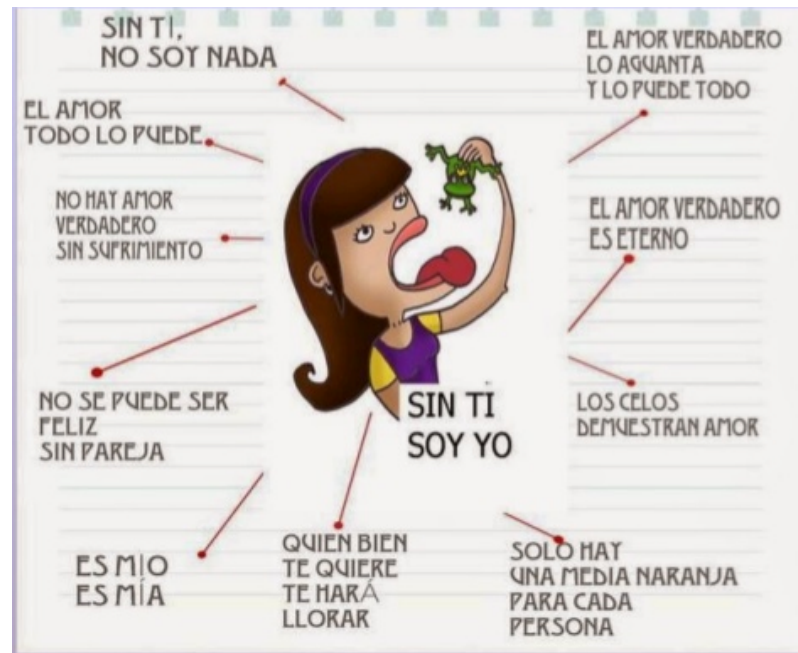 SIN TÍ,
NO SOY NADA
EL AMOR
TODO LO PUEDE
NO HAY AMOR
VERDADERO
SIN SUFRIMIENTO
NO SE PUEDE SER
FELIZ
SIN PAREJA
ES MÍO
ES MÍA
QUIEN BIEN
TE QUIERE
TE HARÁ
LLORAR
SOLO HAY
UNA MEDIA NARANJA
PARA CADA
PERSONA
LOS CELOS
DEMUESTRAN AMOR
EL AMOR VERDADERO
ES ETERNO
EL AMOR VERDADERO
LO AGUANTA
Y LO PUEDE TODO
SIN TÍ
SOY YO